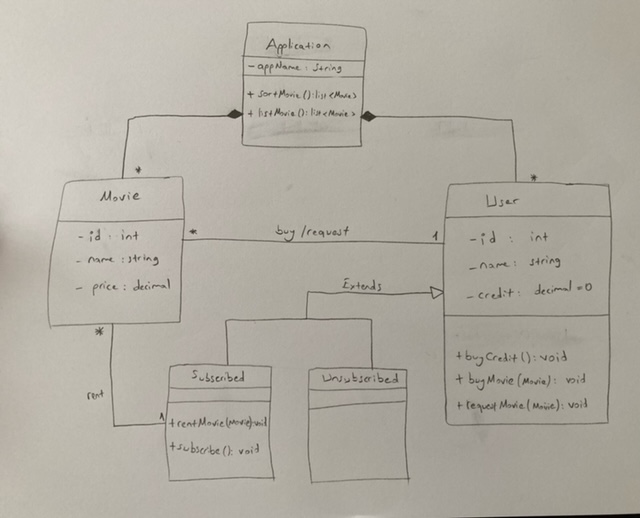 Application
- appName: string
+ sortMovie(): list<Movie>
+ listMovie(): list<Movie>
*
*
Movie
- id: int
- name: string
- price: decimal
*
buy/request
1
User
- id: int
- name: string
- credit: decimal = 0
+ buyCredit(): void
+ buyMovie(Movie): void
+ requestMovie(Movie): void
Extends
*
rent
1
Subscribed
+ rentMovie(Movie): void
+ subscribe(): void
Unsubscribed